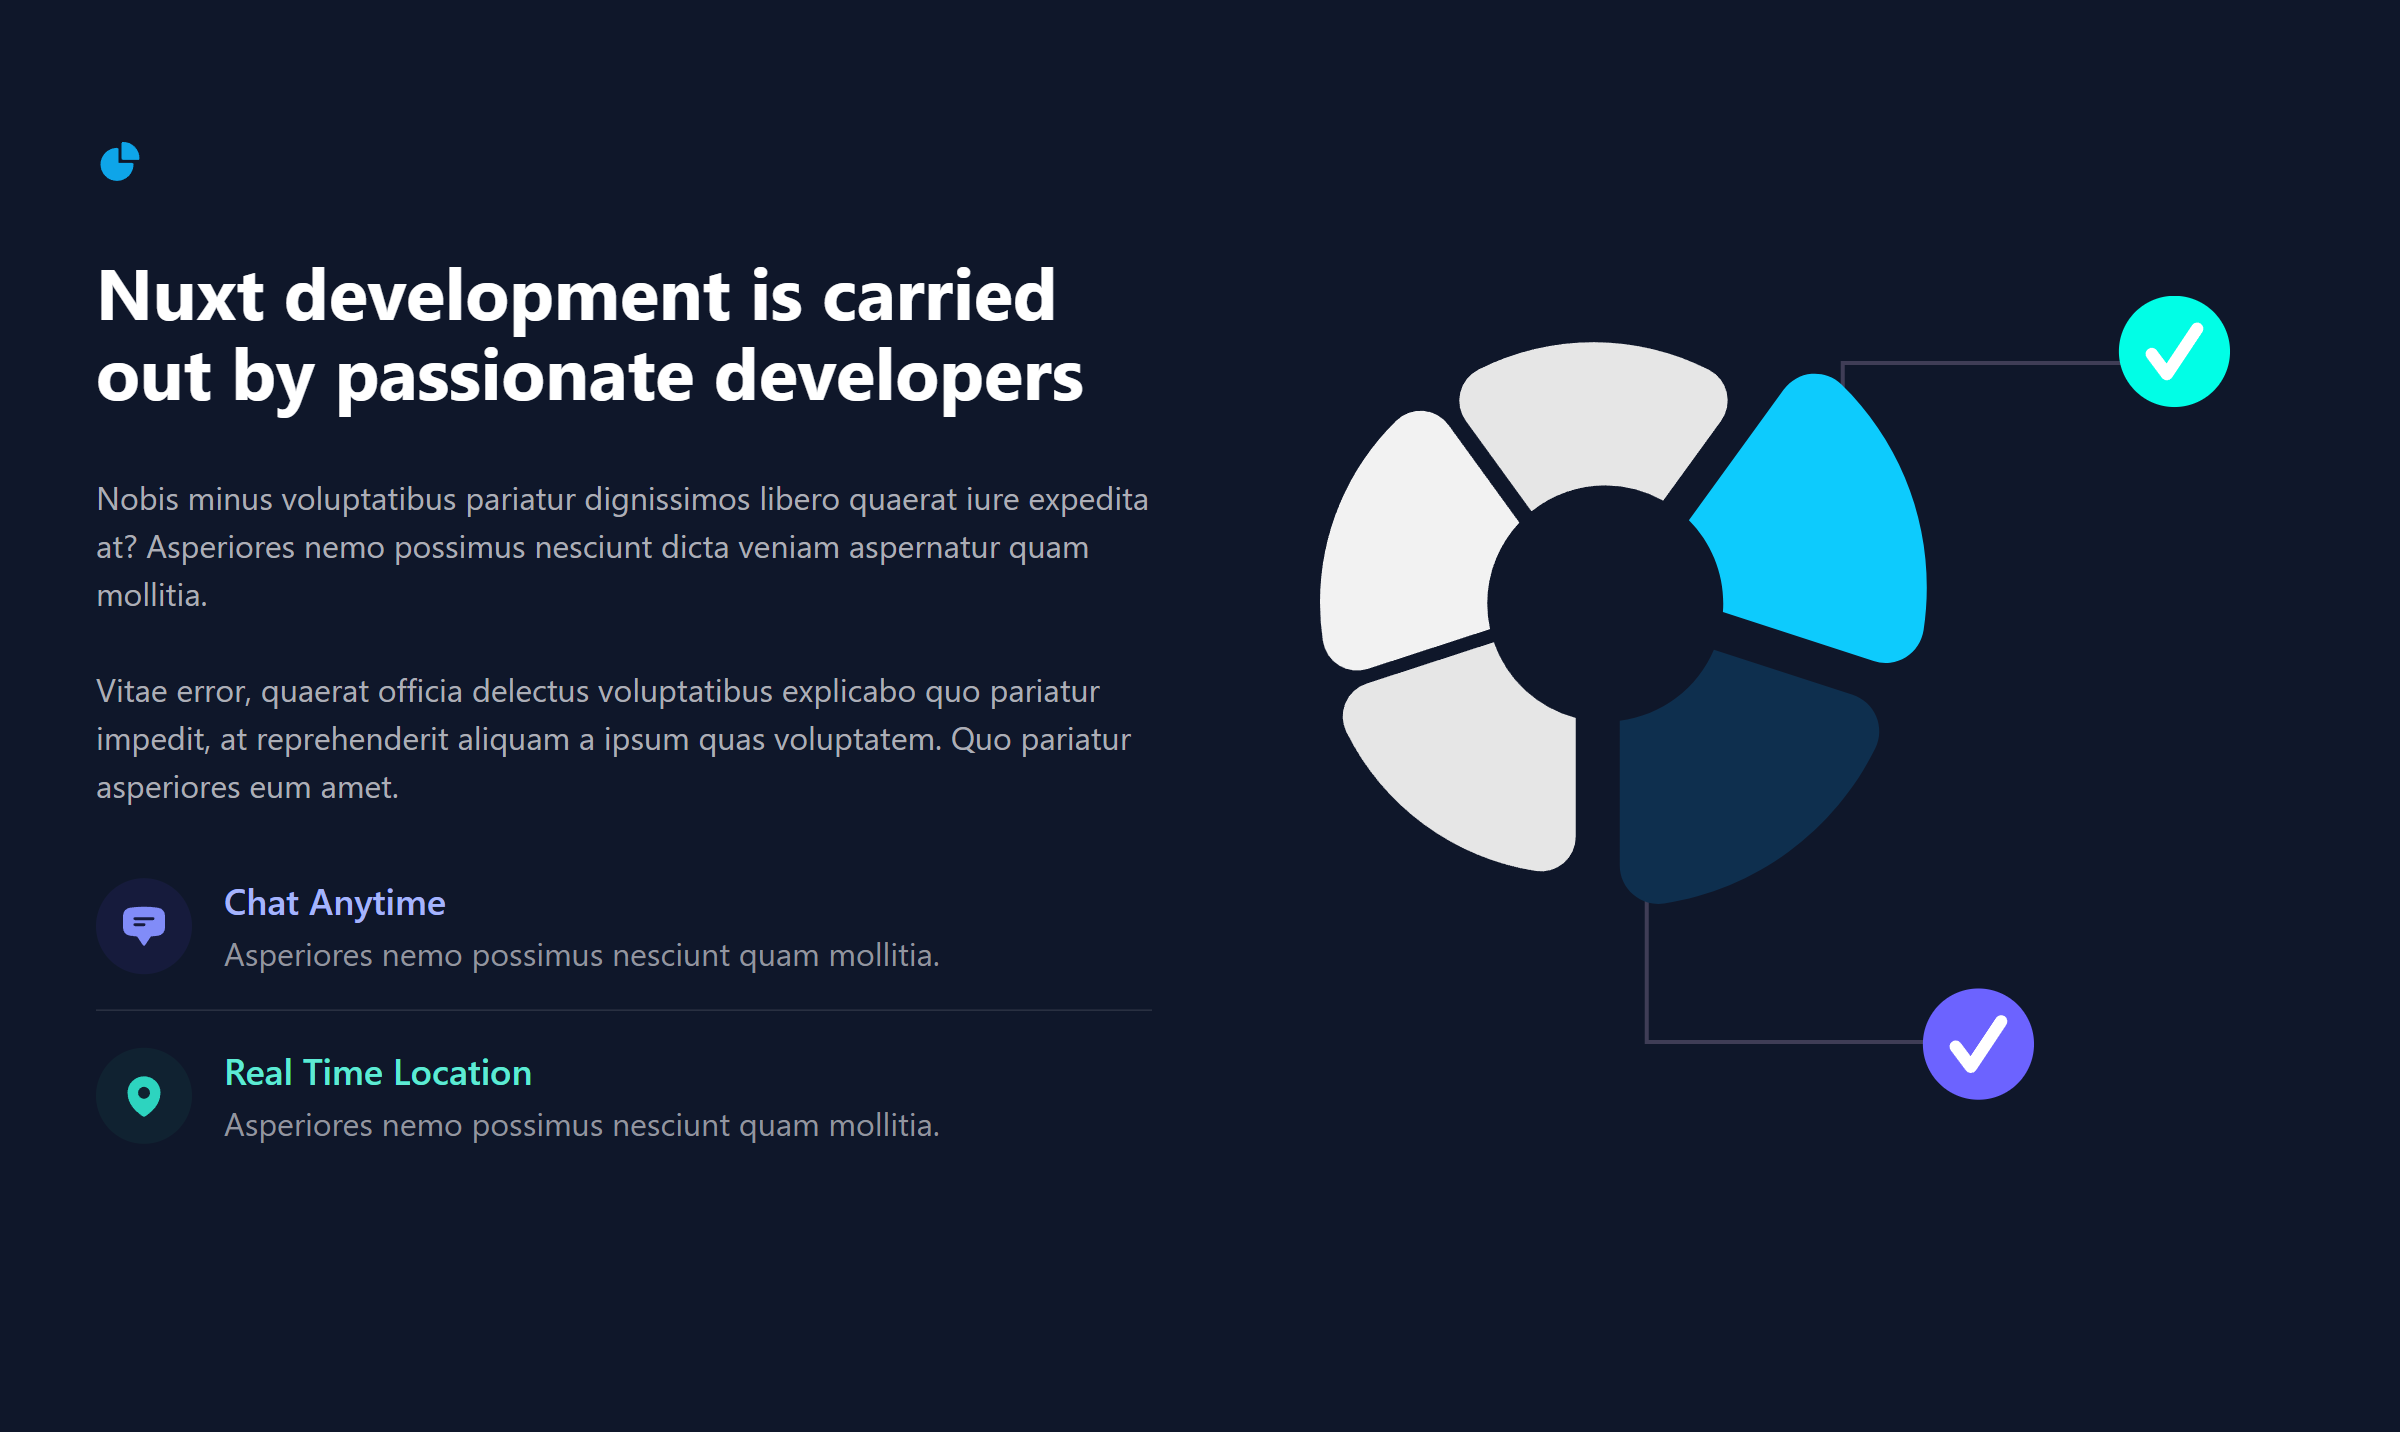 Nuxt development is carried
out by passionate developers
Nobis minus voluptatibus pariatur dignissimos libero quaerat iure expedita
at? Asperiores nemo possimus nesciunt dicta veniam aspernatur quam
mollitia.
Vitae error, quaerat officia delectus voluptatibus explicabo quo pariatur
impedit, at reprehenderit aliquam a ipsum quas voluptatem. Quo pariatur
asperiores eum amet.
Chat Anytime
Asperiores nemo possimus nesciunt quam mollitia.
Real Time Location
Asperiores nemo possimus nesciunt quam mollitia.